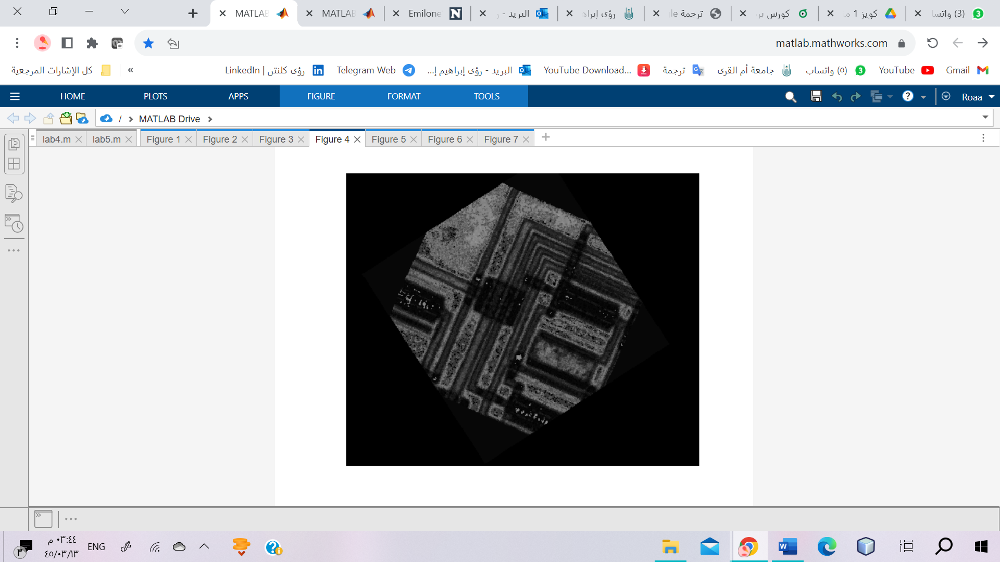 MATLAB
MATLAB
Emilone
البريد - ر
رؤى إبراه
ترجمة
كورس بر
كويز 1 م
(3) واتسا
matlab.mathworks.com
كل الإشارات المرجعية
»
رؤى كلنتن | LinkedIn
Telegram Web
البريد - رؤى إبراهيم إ...
YouTube Download...
ترجمة
جامعة أم القرى
(٥) واتساب
YouTube
Gmail
HOME PLOTS APPS FIGURE FORMAT TOOLS
Roaa
/ MATLAB Drive
lab4.m lab5.m Figure 1 Figure 2 Figure 3 Figure 4 Figure 5 Figure 6 Figure 7
٠٣:٤٤ م
٤٥/٠٣/١٣
ENG